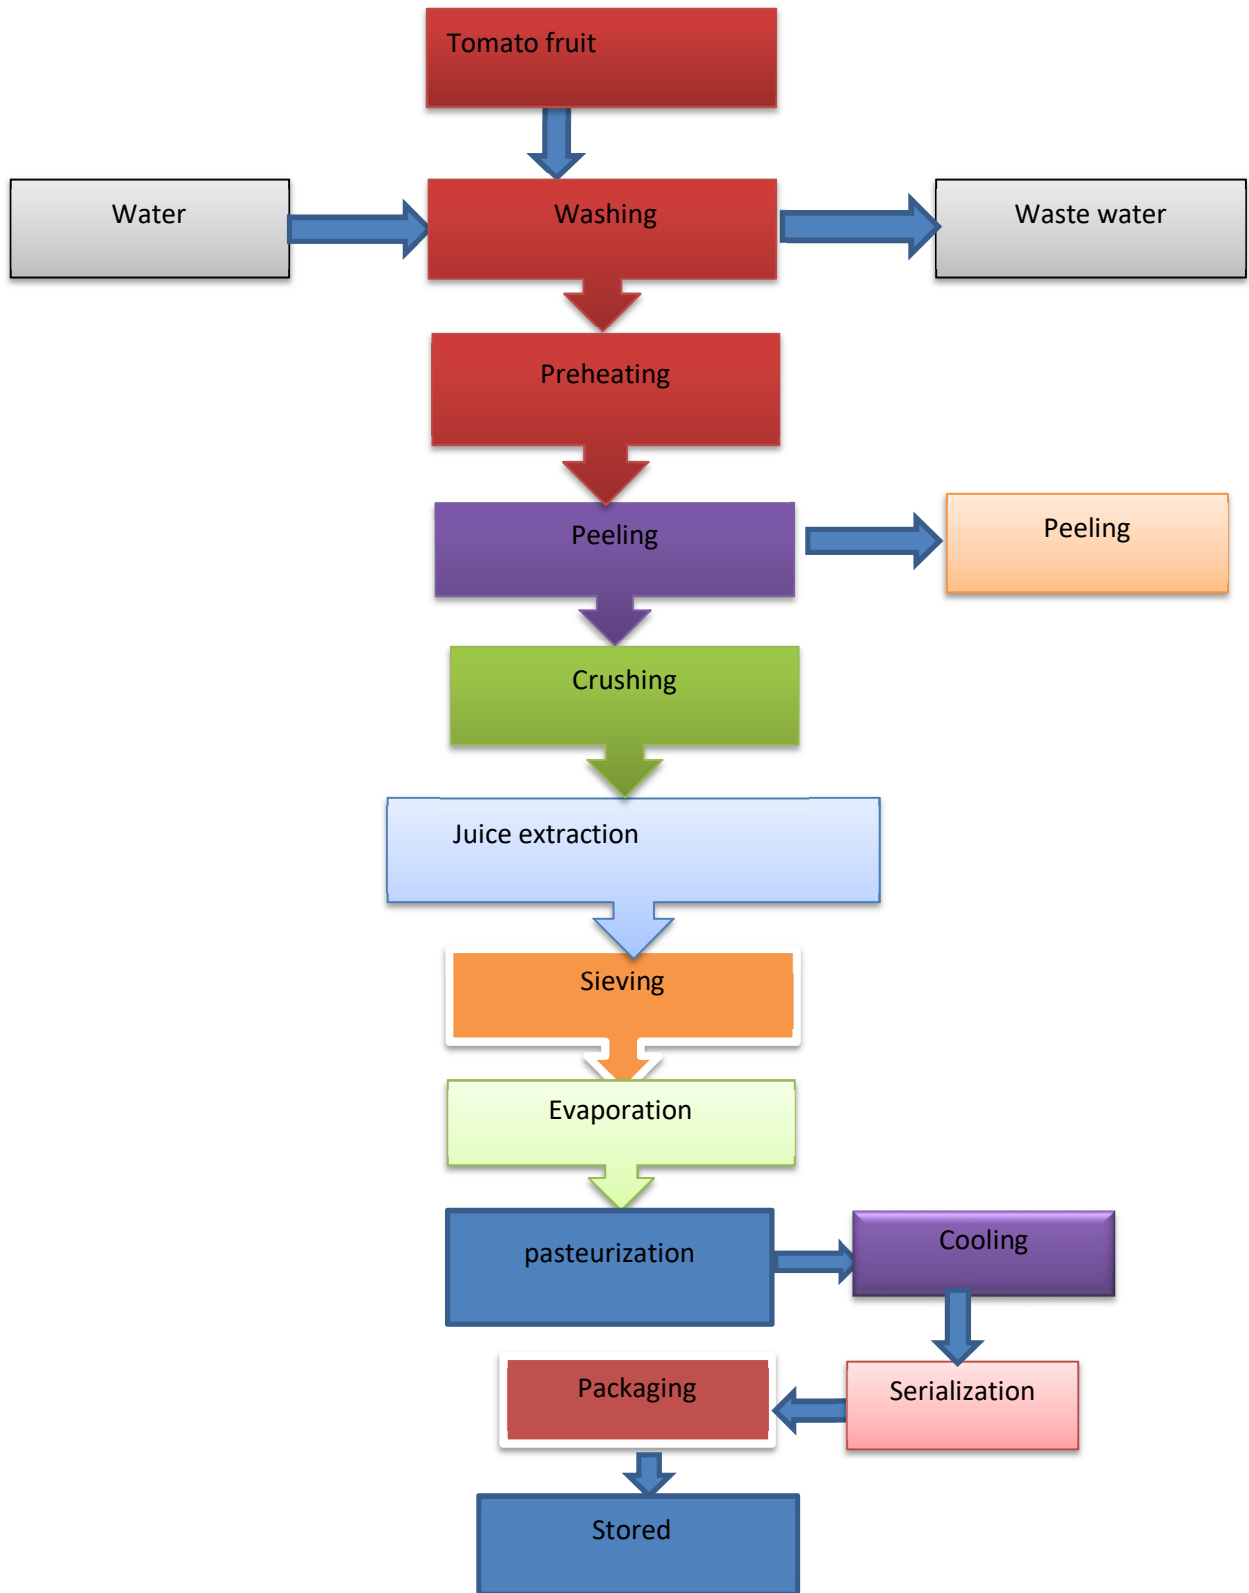 Tomato fruit
Water
Washing
Waste water
Preheating
Peeling
Peeling
Crushing
Juice extraction
Sieving
Evaporation
pasteurization
Cooling
Packaging
Serialization
Stored